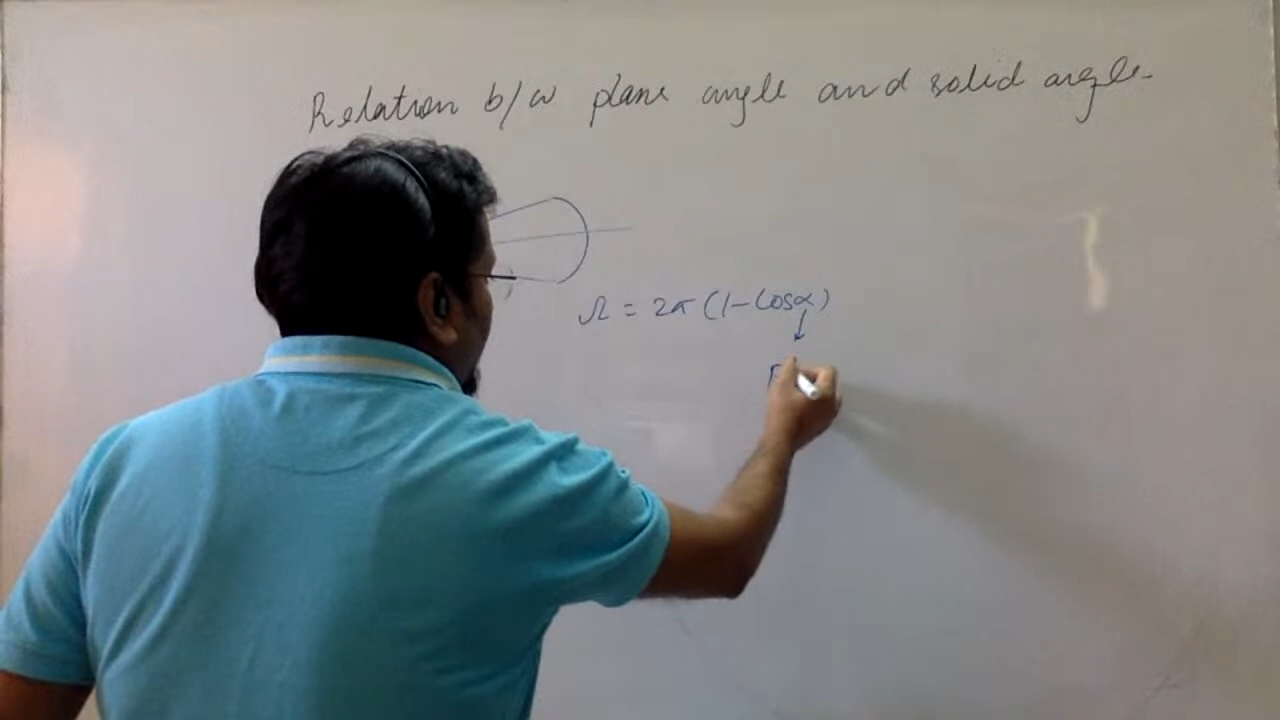 Relation b/w plane angle and solid angle.
Ω = 2π (1 - Cosα)